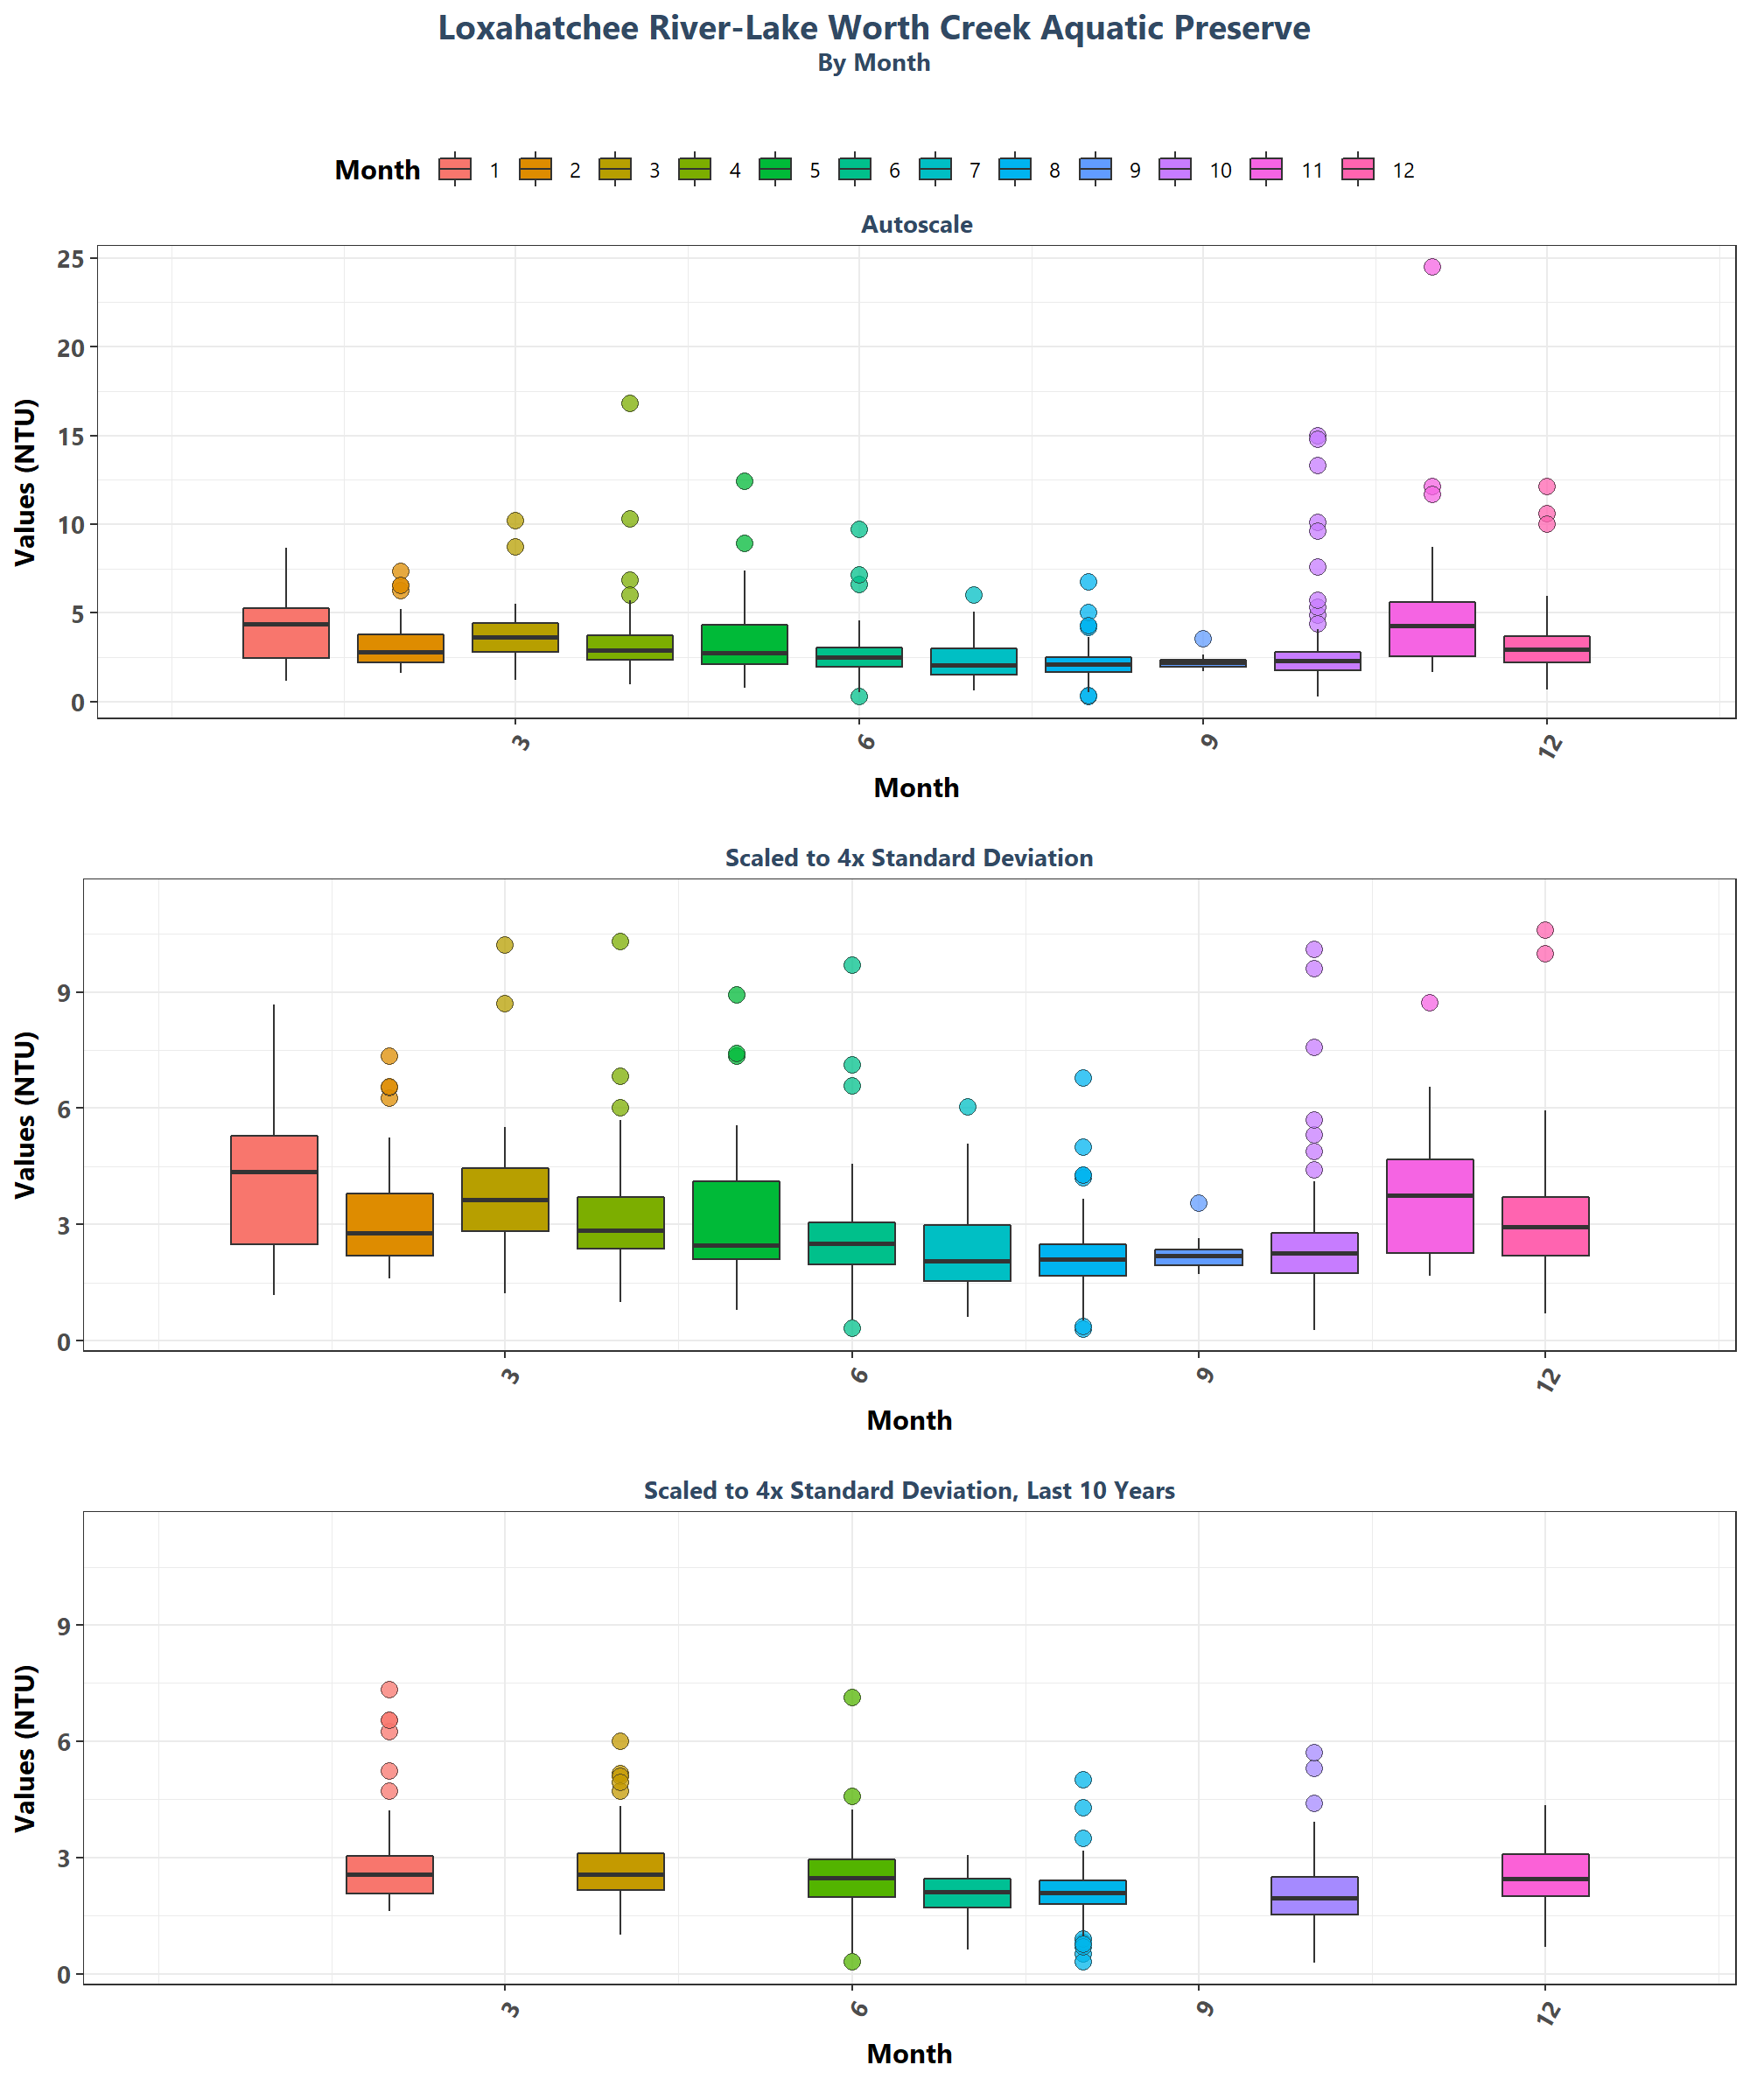 Loxahatchee River-Lake Worth Creek Aquatic Preserve
By Month
Month 1 2 3 4 5 6 7 8 9 10 11 12
Autoscale
Values (NTU)
25
20
15
10
5
0
3 6 9 12
Month
Scaled to 4x Standard Deviation
Values (NTU)
9
6
3
0
3 6 9 12
Month
Scaled to 4x Standard Deviation, Last 10 Years
Values (NTU)
9
6
3
0
3 6 9 12
Month